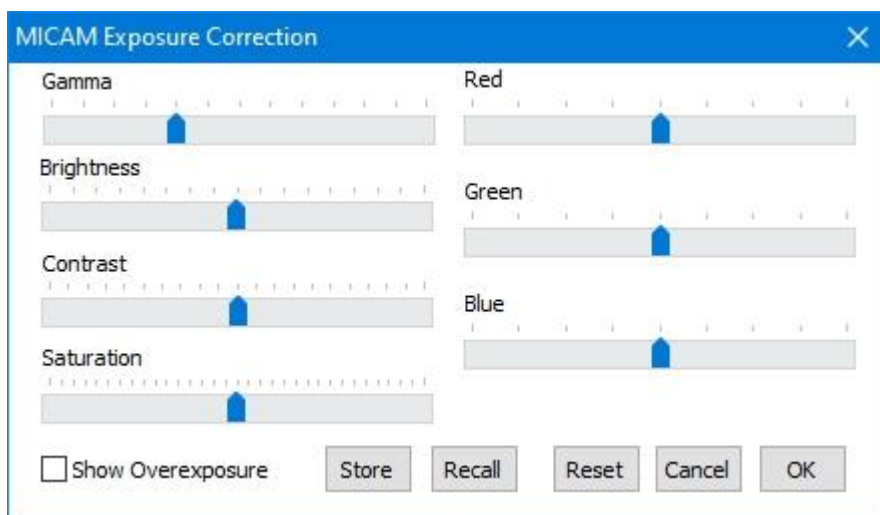 MICAM Exposure Correction
Gamma
Red
Brightness
Green
Contrast
Blue
Saturation
Show Overexposure
Store
Recall
Reset
Cancel
OK